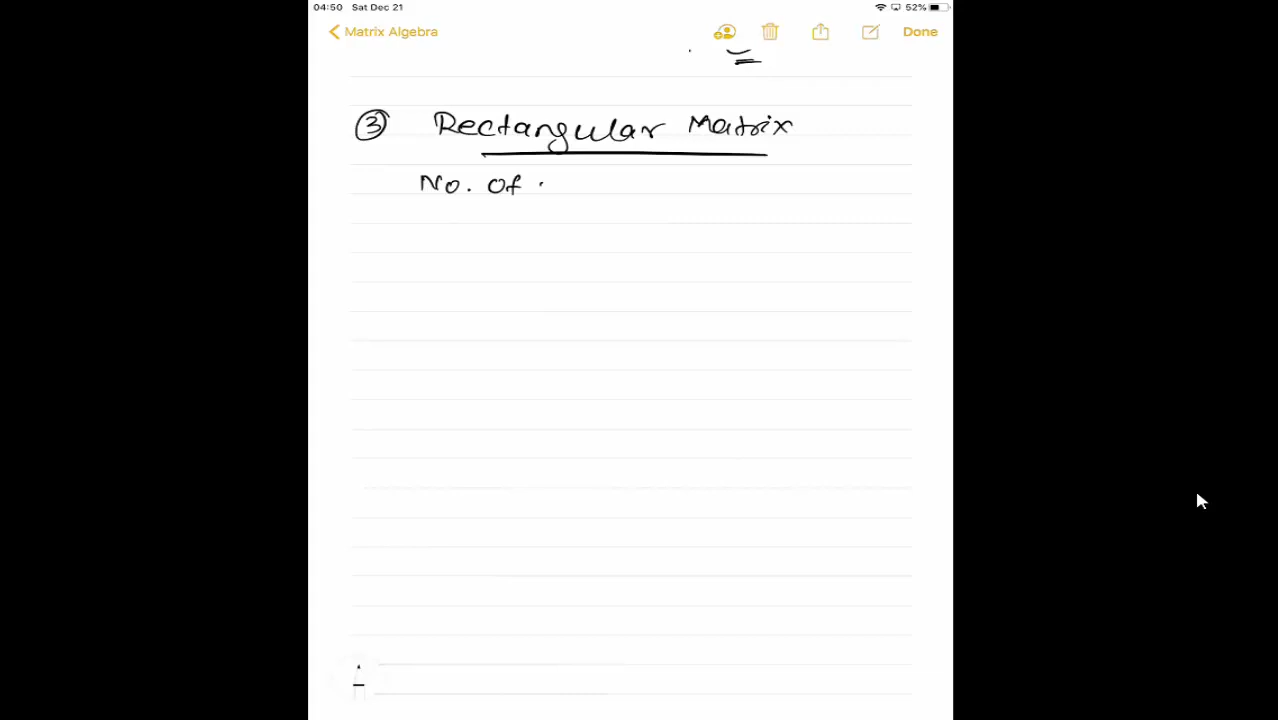 04:50 Sat Dec 21 52%
Matrix Algebra Done
③ Rectangular Matrix
No. Of